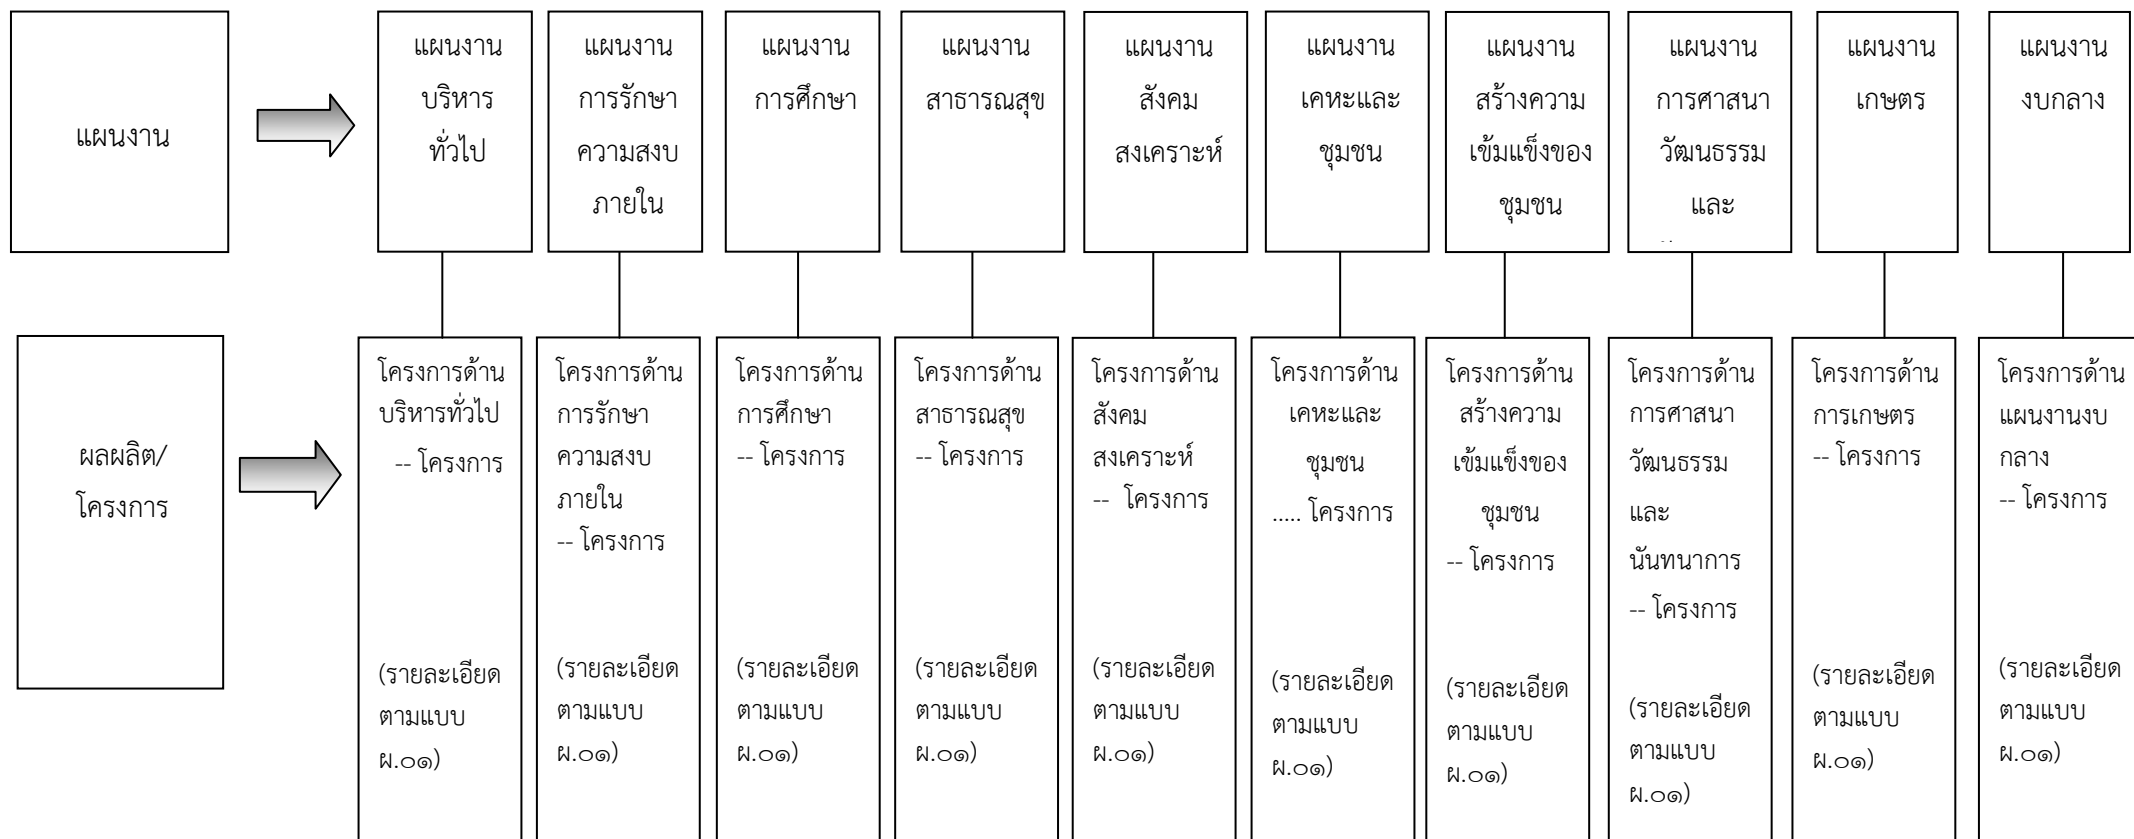 แผนงาน
แผนงาน
บริหาร
ทั่วไป
แผนงาน
การรักษา
ความสงบ
ภายใน
แผนงาน
การศึกษา
แผนงาน
สาธารณสุข
แผนงาน
สังคม
สงเคราะห์
แผนงาน
เคหะและ
ชุมชน
แผนงาน
สร้างความ
เข้มแข็งของ
ชุมชน
แผนงาน
การศาสนา
วัฒนธรรม
และ
แผนงาน
เกษตร
แผนงาน
งบกลาง
ผลผลิต/
โครงการ
โครงการด้าน
บริหารทั่วไป
-- โครงการ
(รายละเอียด
ตามแบบ
ผ.๐๑)
โครงการด้าน
การรักษา
ความสงบ
ภายใน
-- โครงการ
(รายละเอียด
ตามแบบ
ผ.๐๑)
โครงการด้าน
การศึกษา
-- โครงการ
(รายละเอียด
ตามแบบ
ผ.๐๑)
โครงการด้าน
สาธารณสุข
-- โครงการ
(รายละเอียด
ตามแบบ
ผ.๐๑)
โครงการด้าน
สังคม
สงเคราะห์
-- โครงการ
(รายละเอียด
ตามแบบ
ผ.๐๑)
โครงการด้าน
เคหะและ
ชุมชน
..... โครงการ
(รายละเอียด
ตามแบบ
ผ.๐๑)
โครงการด้าน
สร้างความ
เข้มแข็งของ
ชุมชน
-- โครงการ
(รายละเอียด
ตามแบบ
ผ.๐๑)
โครงการด้าน
การศาสนา
วัฒนธรรม
และ
นันทนาการ
-- โครงการ
(รายละเอียด
ตามแบบ
ผ.๐๑)
โครงการด้าน
การเกษตร
-- โครงการ
(รายละเอียด
ตามแบบ
ผ.๐๑)
โครงการด้าน
แผนงานงบ
กลาง
-- โครงการ
(รายละเอียด
ตามแบบ
ผ.๐๑)